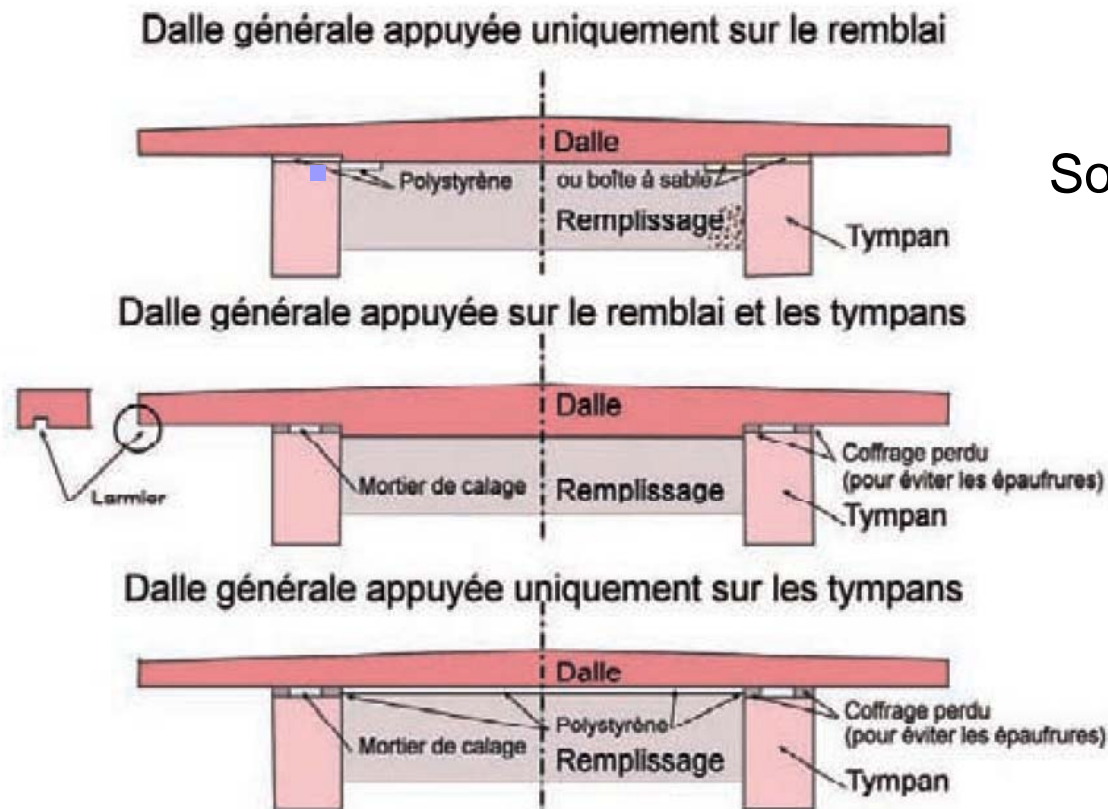 Dalle générale appuyée uniquement sur le remblai
Dalle
Polystyrène
ou boîte à sable
So
Remplissage
Tympan
Dalle générale appuyée sur le remblai et les tympans
Dalle
Coffrage perdu
(pour éviter les épaufrures)
Larmier
Mortier de calage
Remplissage
Tympan
Dalle générale appuyée uniquement sur les tympans
Dalle
Polystyrène
Coffrage perdu
(pour éviter les épaufrures)
Mortier de calage
Remplissage
Tympan